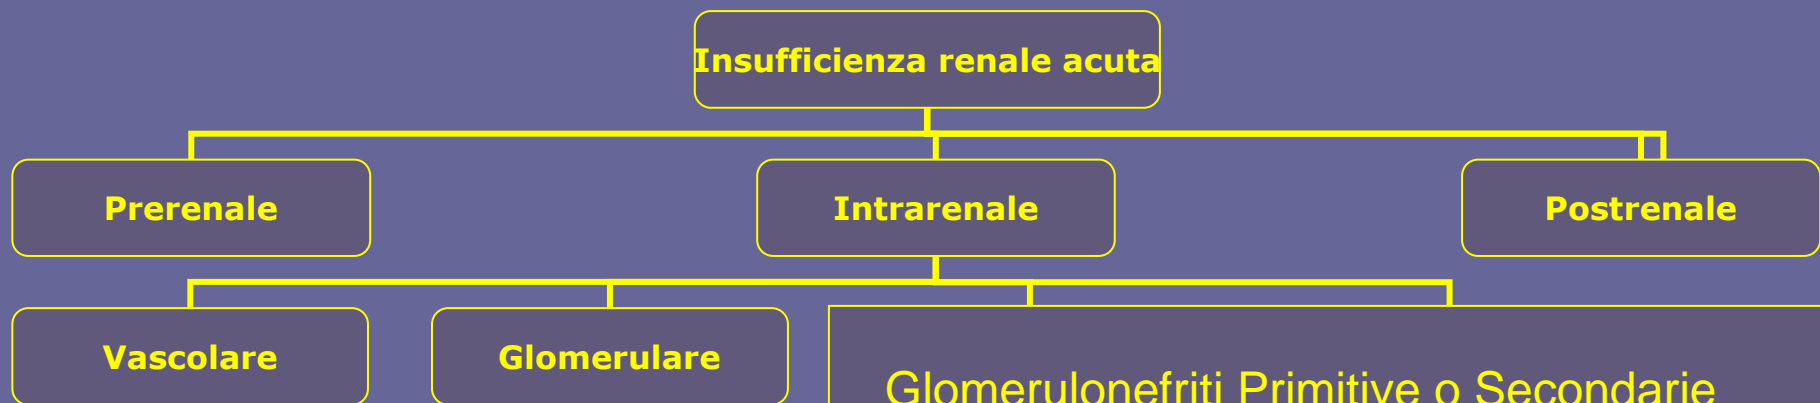 Insufficienza renale acuta
Prerenale
Intrarenale
Postrenale
Vascolare
Glomerulare
Glomerulonefriti Primitive o Secondarie